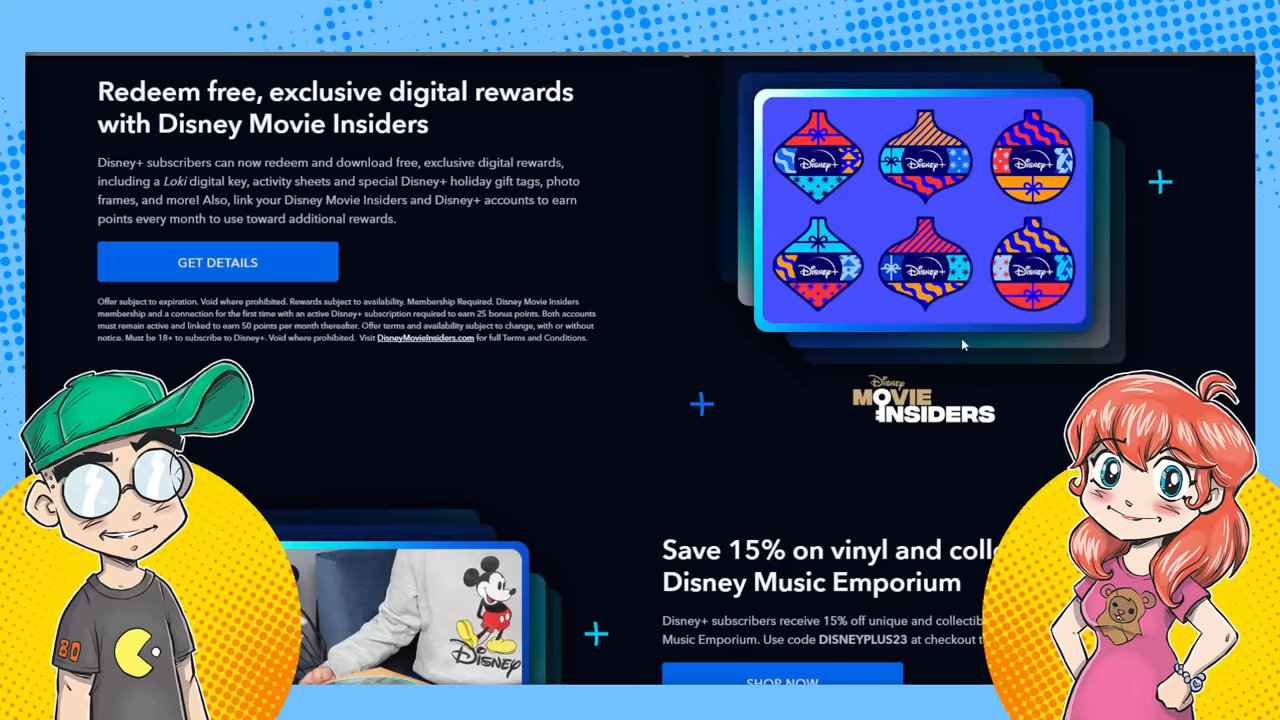 Redeem free, exclusive digital rewards
with Disney Movie Insiders
Disney+ subscribers can now redeem and download free, exclusive digital rewards,
including a Loki digital key, activity sheets and special Disney+ holiday gift tags, photo
frames, and more! Also, link your Disney Movie Insiders and Disney+ accounts to earn
points every month to use toward additional rewards.
GET DETAILS
Offer subject to expiration. Void where prohibited. Rewards subject to availability. Membership Required. Disney Movie Insiders
membership and a connection for the first time with an active Disney+ subscription required to earn 25 bonus points. Both accounts
must remain active and linked to earn 50 points per month thereafter. Offer terms and availability subject to change, with or without
notice. Must be 18+ to subscribe to Disney+. Void where prohibited. Visit DisneyMovieInsiders.com for full Terms and Conditions.
Disney+ Disney+ Disney+
Disney+ Disney+ Disney+
Disney
MOVIE
INSIDERS
Disney
Save 15% on vinyl and
Disney Music Emporium
Disney+ subscribers receive 15% off unique and
Music Emporium. Use code DISNEYPLUS23 at checkout
SHOP NOW
80